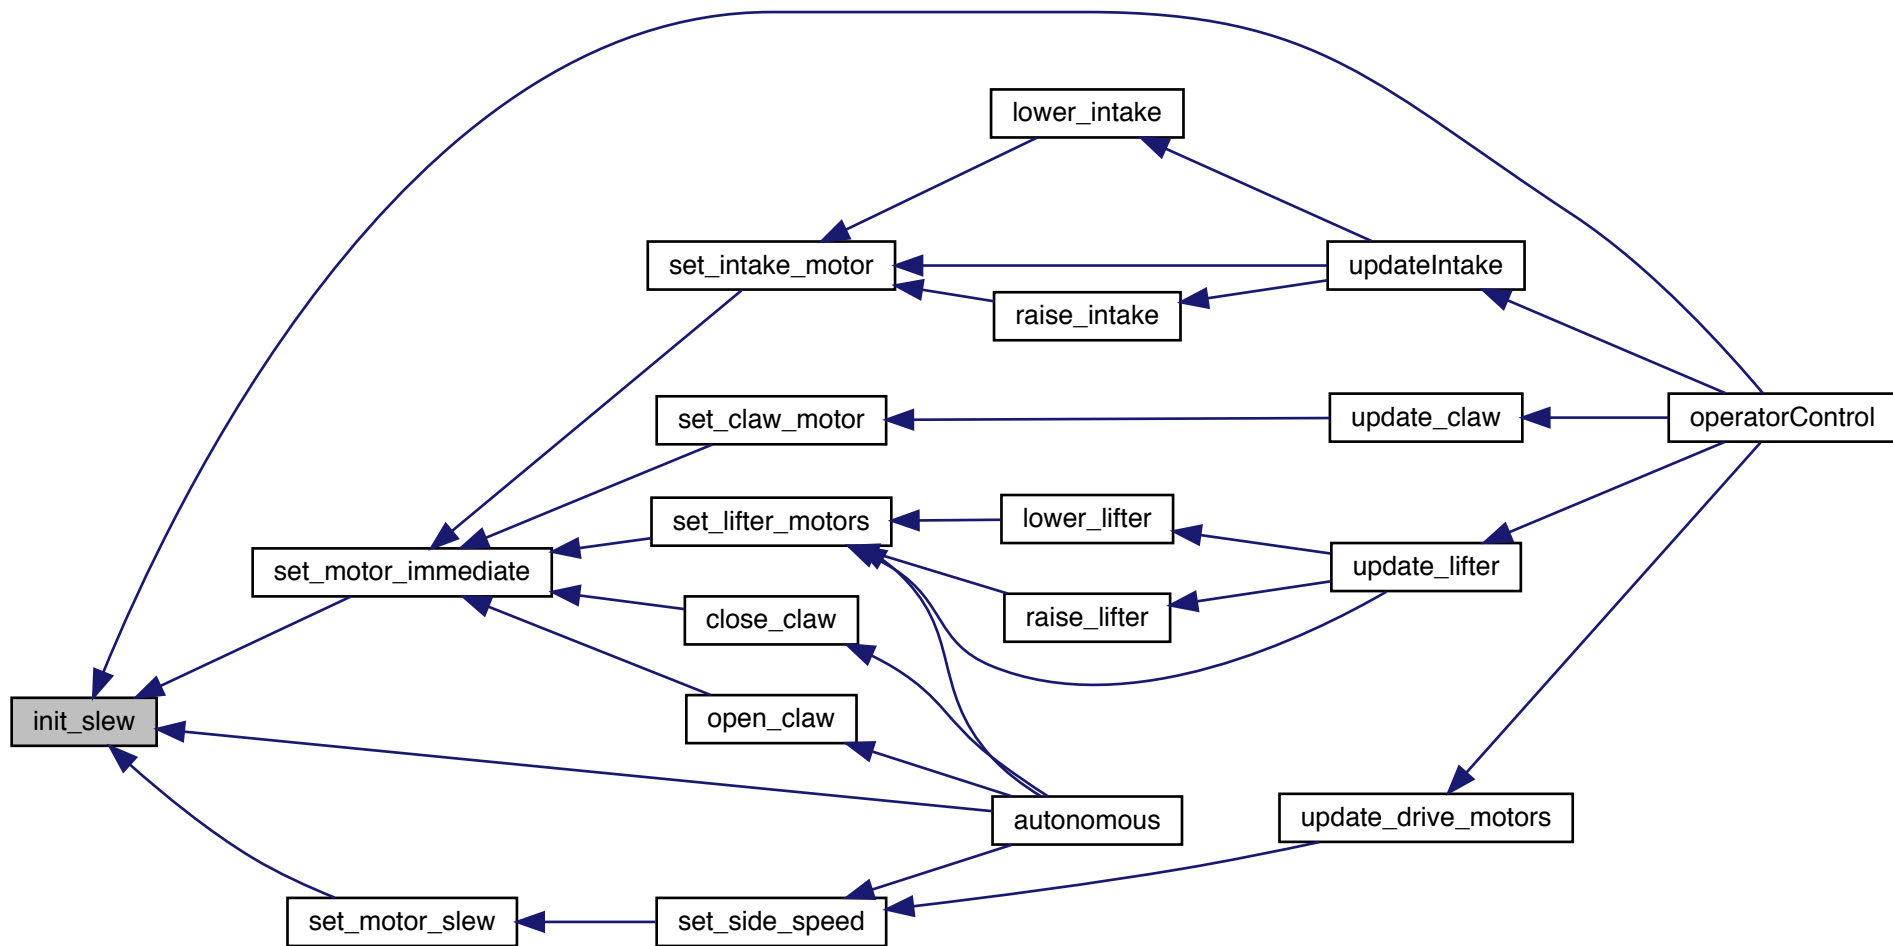 lower_intake
set_intake_motor
updateIntake
raise_intake
set_claw_motor
update_claw
operatorControl
set_lifter_motors
lower_lifter
set_motor_immediate
update_lifter
close_claw
raise_lifter
init_slew
open_claw
autonomous
update_drive_motors
set_motor_slew
set_side_speed